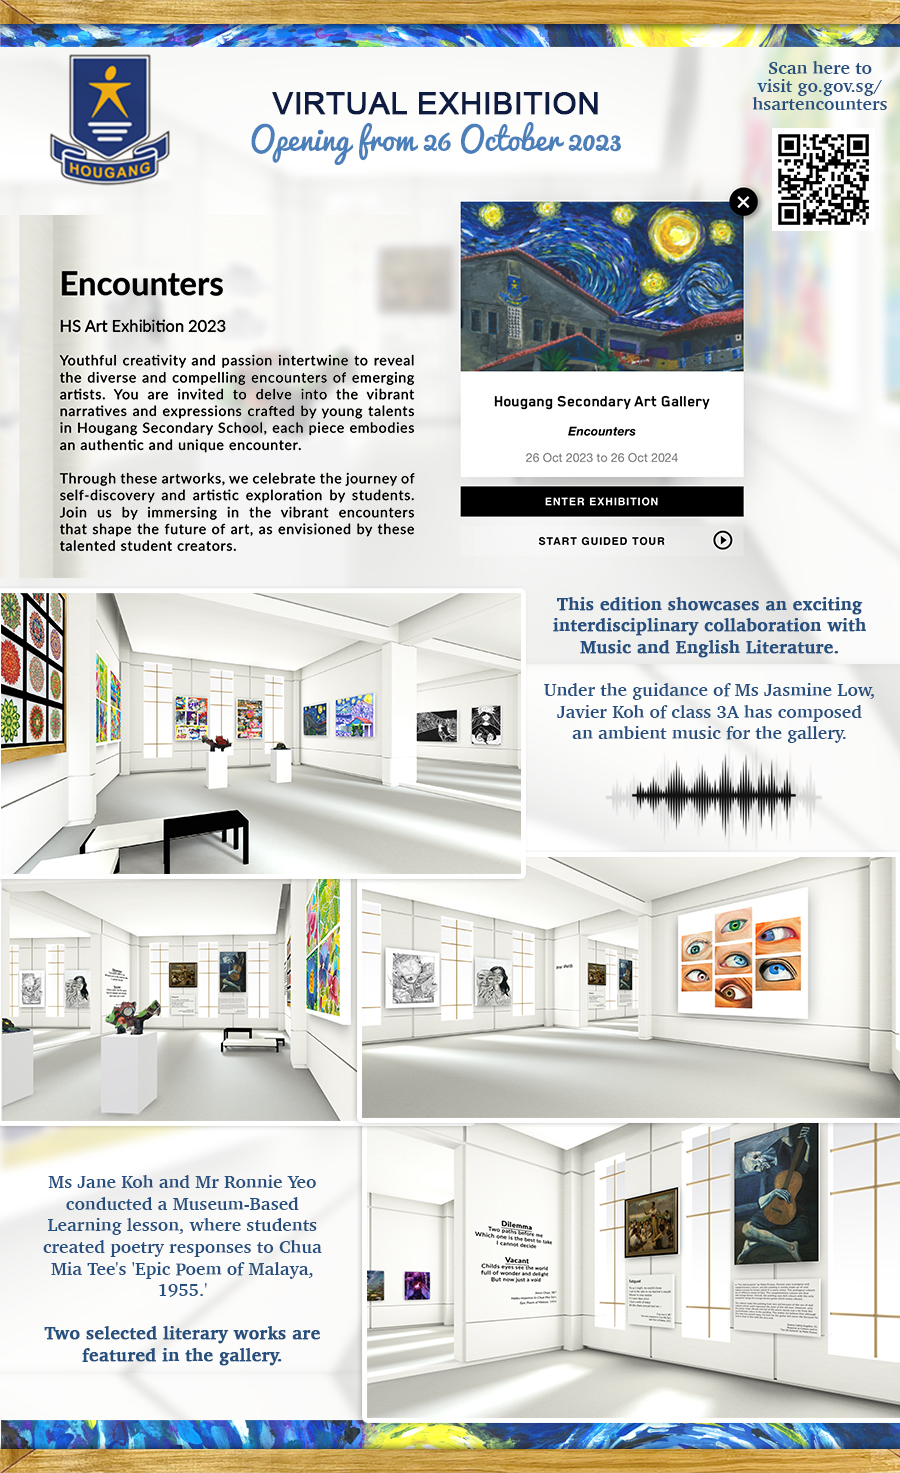 HOUGANG
VIRTUAL EXHIBITION
Opening from 26 October 2023
Scan here to
visit go.gov.sg/
hsartencounters
Encounters
HS Art Exhibition 2023
Youthful creativity and passion intertwine to reveal
the diverse and compelling encounters of emerging
artists. You are invited to delve into the vibrant
narratives and expressions crafted by young talents
in Hougang Secondary School, each piece embodies
an authentic and unique encounter.
Through these artworks, we celebrate the journey of
self-discovery and artistic exploration by students.
Join us by immersing in the vibrant encounters
that shape the future of art, as envisioned by these
talented student creators.
Hougang Secondary Art Gallery
Encounters
26 Oct 2023 to 26 Oct 2024
ENTER EXHIBITION
START GUIDED TOUR
This edition showcases an exciting
interdisciplinary collaboration with
Music and English Literature.
Under the guidance of Ms Jasmine Low,
Javier Koh of class 3A has composed
an ambient music for the gallery.
Ms Jane Koh and Mr Ronnie Yeo
conducted a Museum-Based
Learning lesson, where students
created poetry responses to Chua
Mia Tee's 'Epic Poem of Malaya,
1955.'
Two selected literary works are
featured in the gallery.
Dilemma
Two paths before me
Which one is the best to take
I cannot decide
Vacant
Childs eyes see the world
Full of wonder and delight
But now just a void